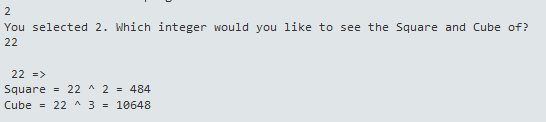 2
You selected 2. Which integer would you like to see the Square and Cube of?
22
22 =>
Square = 22 ^ 2 = 484
Cube = 22 ^ 3 = 10648